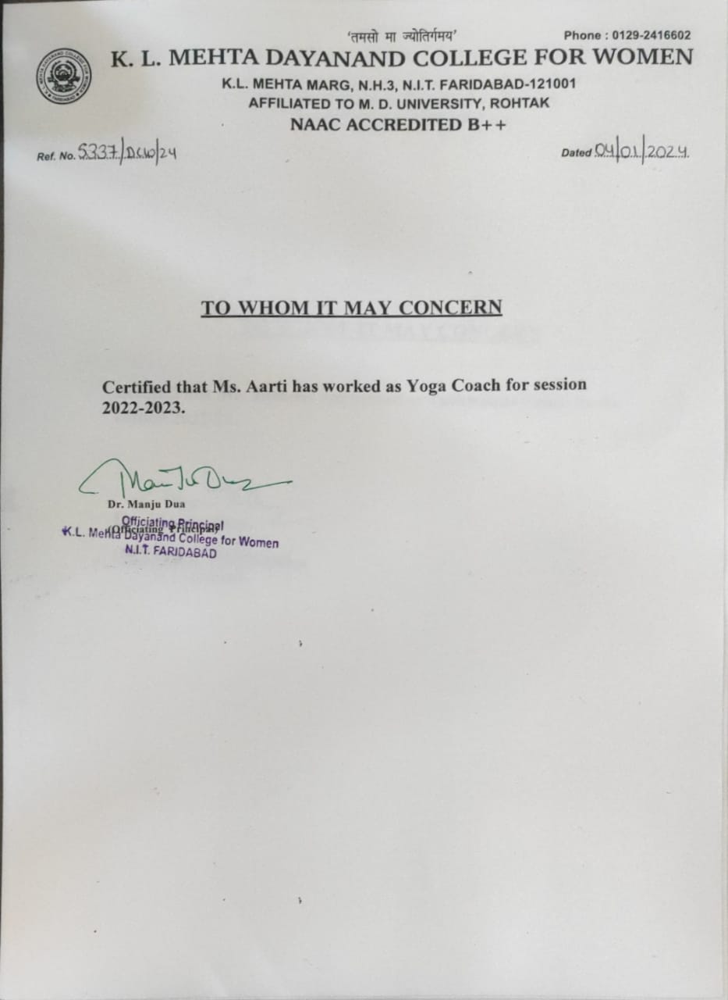 'तमसो मा ज्योतिर्गमय'
Phone : 0129-2416602
K. L. MEHTA DAYANAND COLLEGE FOR WOMEN
K.L. MEHTA MARG, N.H.3, N.I.T. FARIDABAD-121001
AFFILIATED TO M. D. UNIVERSITY, ROHTAK
NAAC ACCREDITED B++
Ref. No. 5337/DCW/24
Dated 04/01/2024.
TO WHOM IT MAY CONCERN
Certified that Ms. Aarti has worked as Yoga Coach for session
2022-2023.
Manju Dua
Dr. Manju Dua
(Officiating Principal)
Officiating Principal
K.L. Mehta Dayanand College for Women
N.I.T. FARIDABAD